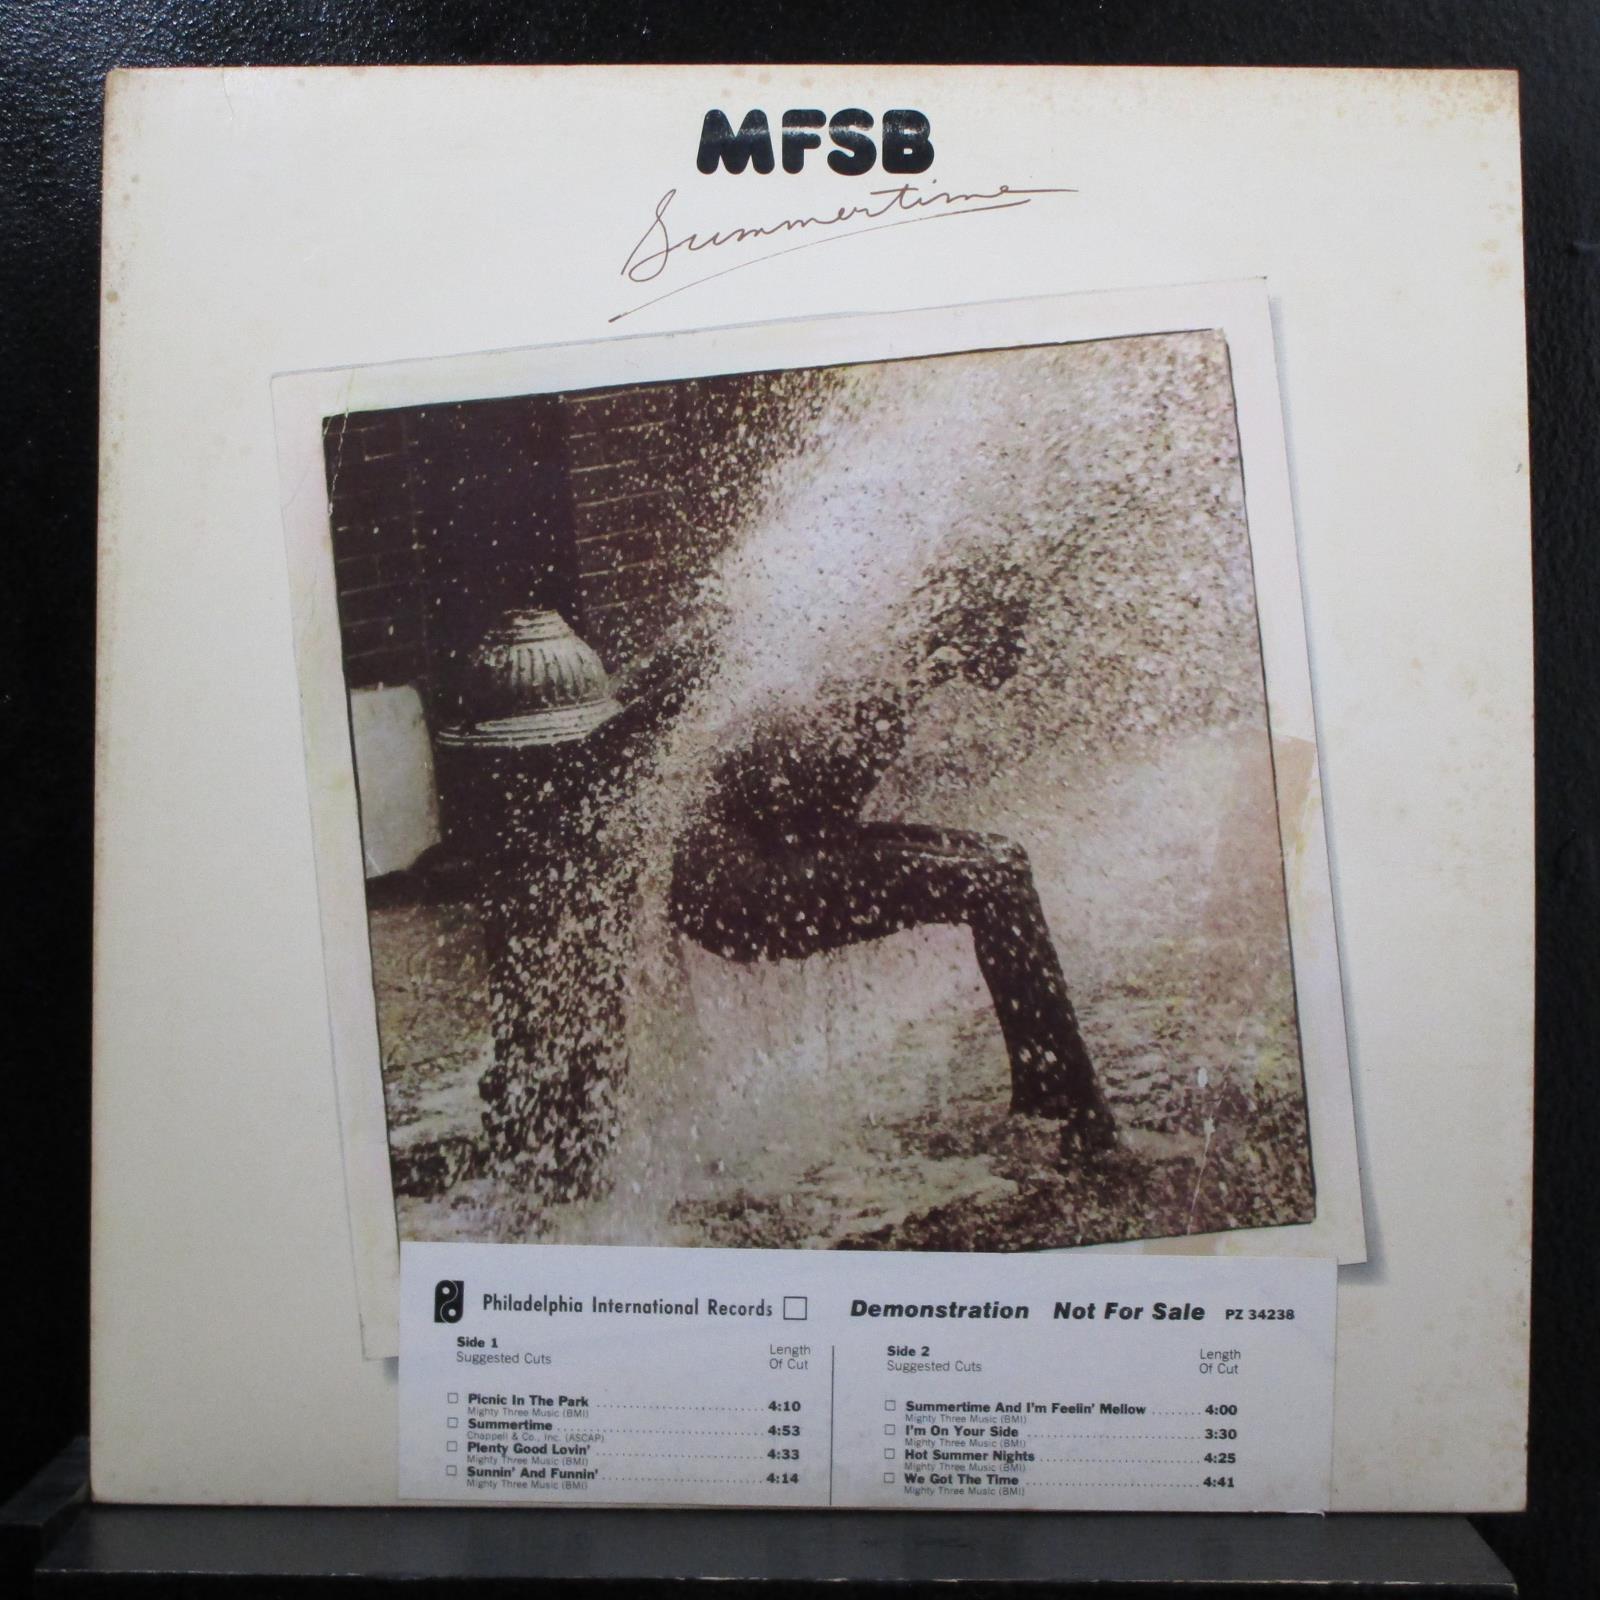 MFSB
Summertime
Philadelphia International Records Demonstration Not For Sale PZ 34238
Side 1
Suggested Cuts
Length
Of Cut
Picnic In The Park 4:10
Mighty Three Music (BMI)
Summertime 4:53
Chappell & Co., Inc. (ASCAP)
Plenty Good Lovin' 4:33
Mighty Three Music (BMI)
Sunnin' And Funnin' 4:14
Mighty Three Music (BMI)
Side 2
Suggested Cuts
Length
Of Cut
Summertime And I'm Feelin' Mellow 4:00
Mighty Three Music (BMI)
I'm On Your Side 3:30
Mighty Three Music (BMI)
Hot Summer Nights 4:25
Mighty Three Music (BMI)
We Got The Time 4:41
Mighty Three Music (BMI)